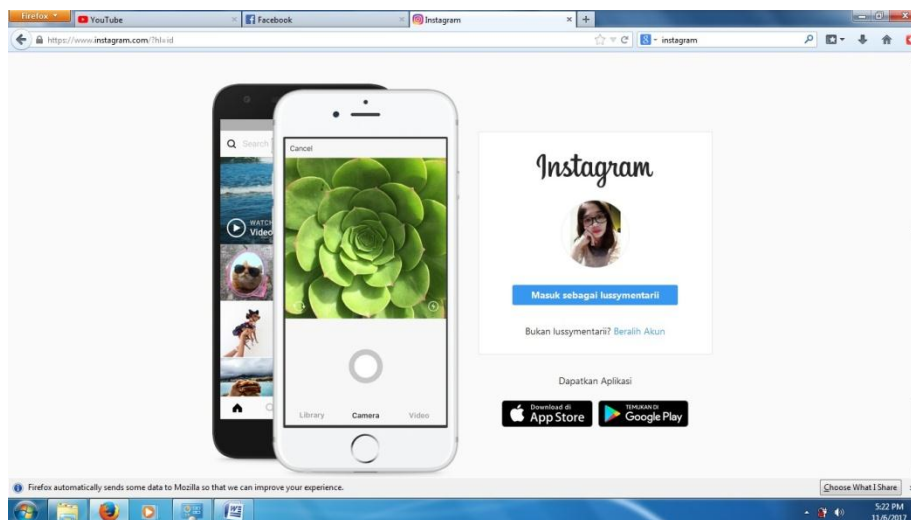 Firefox
YouTube
Facebook
Instagram
https://www.instagram.com/?hl=id
instagram
Search
Cancel
WATCH
Video
Library Camera Video
Instagram
Masuk sebagai lussymentarii
Bukan lussymentarii? Beralih Akun
Dapatkan Aplikasi
Download di
App Store
TEMUKAN DI
Google Play
Firefox automatically sends some data to Mozilla so that we can improve your experience.
Choose What I Share
5:22 PM
11/6/2017